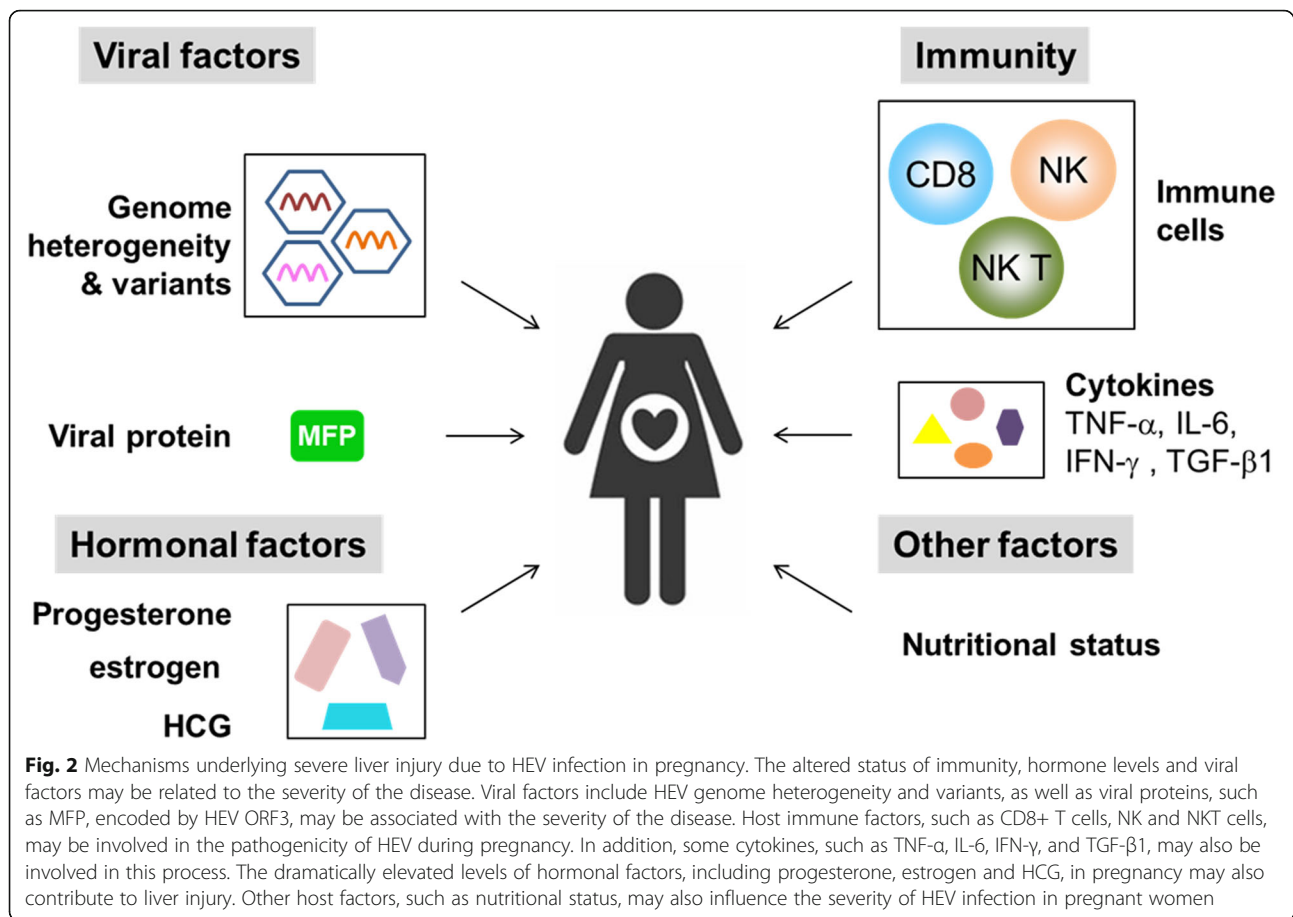 Viral factors
Genome
heterogeneity
& variants
Viral protein
MFP
Hormonal factors
Progesterone
estrogen
HCG
Immunity
CD8
NK
NK T
Immune
cells
Cytokines
TNF-α, IL-6,
IFN-γ , TGF-β1
Other factors
Nutritional status
Fig. 2 Mechanisms underlying severe liver injury due to HEV infection in pregnancy. The altered status of immunity, hormone levels and viral
factors may be related to the severity of the disease. Viral factors include HEV genome heterogeneity and variants, as well as viral proteins, such
as MFP, encoded by HEV ORF3, may be associated with the severity of the disease. Host immune factors, such as CD8+ T cells, NK and NKT cells,
may be involved in the pathogenicity of HEV during pregnancy. In addition, some cytokines, such as TNF-α, IL-6, IFN-γ, and TGF-β1, may also be
involved in this process. The dramatically elevated levels of hormonal factors, including progesterone, estrogen and HCG, in pregnancy may also
contribute to liver injury. Other host factors, such as nutritional status, may also influence the severity of HEV infection in pregnant women